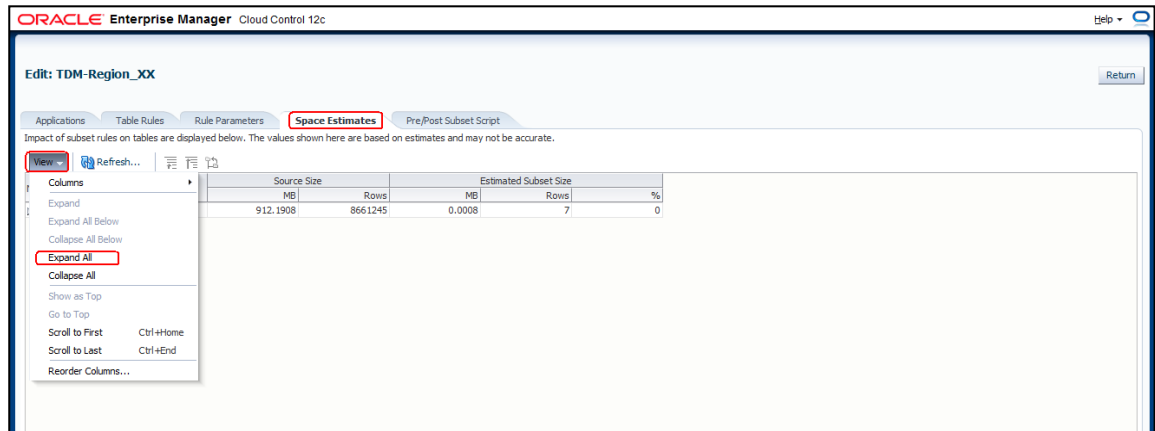 ORACLE Enterprise Manager Cloud Control 12c Help
Edit: TDM-Region_XX
Return
Applications Table Rules Rule Parameters Space Estimates Pre/Post Subset Script
Impact of subset rules on tables are displayed below. The values shown here are based on estimates and may not be accurate.
View Refresh...
Source Size Estimated Subset Size
MB Rows MB Rows %
912.1908 8661245 0.0008 7 0
Columns
Expand
Expand All Below
Collapse All Below
Expand All
Collapse All
Show as Top
Go to Top
Scroll to First Ctrl+Home
Scroll to Last Ctrl+End
Reorder Columns...